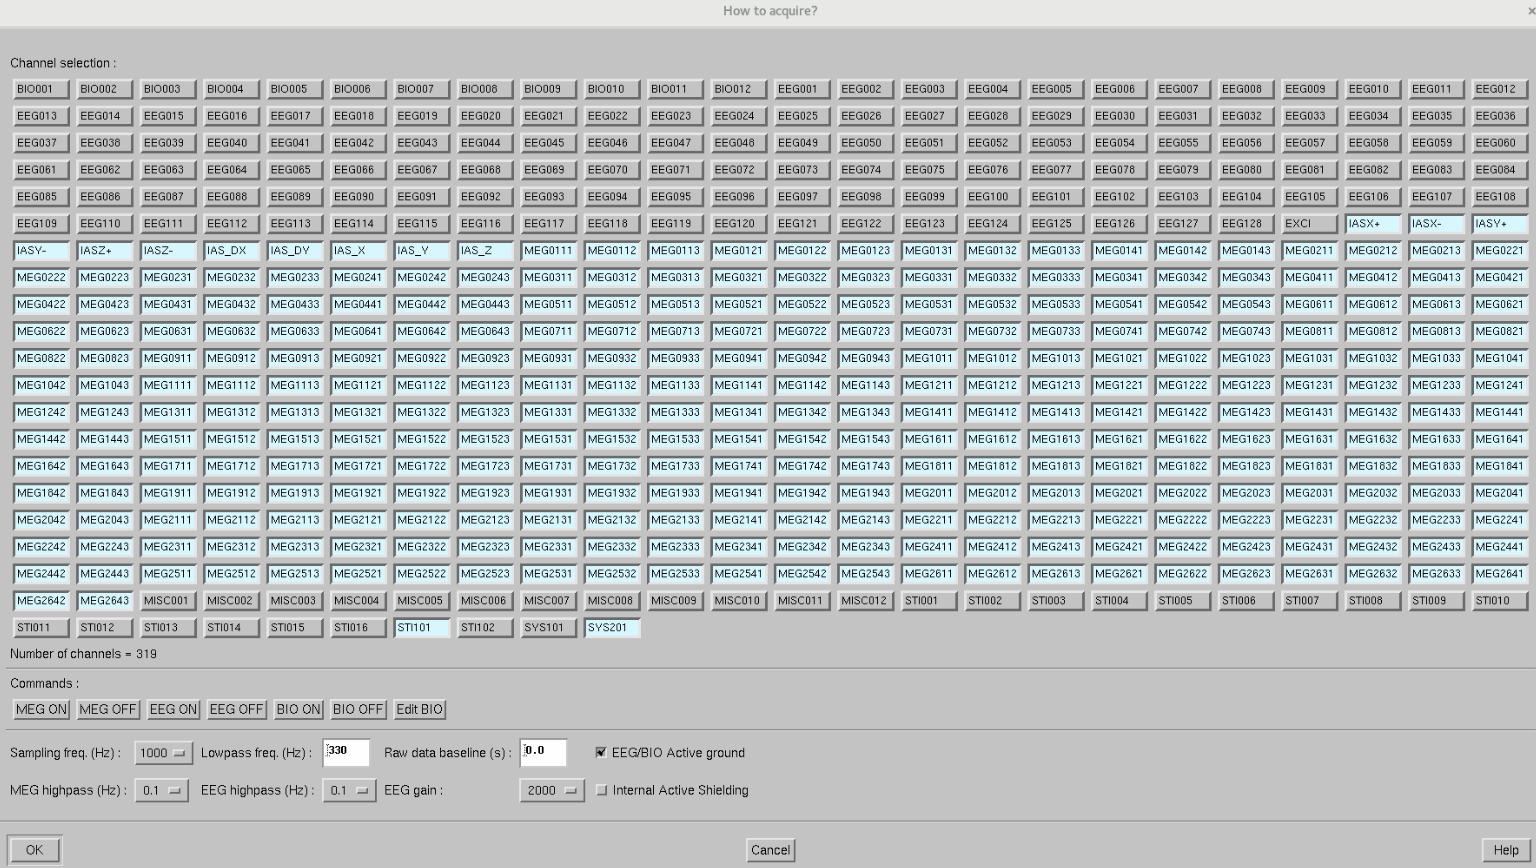 How to acquire? ×
Channel selection :
BIO001 BIO002 BIO003 BIO004 BIO005 BIO006 BIO007 BIO008 BIO009 BIO010 BIO011 BIO012 EEG001 EEG002 EEG003 EEG004 EEG005 EEG006 EEG007 EEG008 EEG009 EEG010 EEG011 EEG012
EEG013 EEG014 EEG015 EEG016 EEG017 EEG018 EEG019 EEG020 EEG021 EEG022 EEG023 EEG024 EEG025 EEG026 EEG027 EEG028 EEG029 EEG030 EEG031 EEG032 EEG033 EEG034 EEG035 EEG036
EEG037 EEG038 EEG039 EEG040 EEG041 EEG042 EEG043 EEG044 EEG045 EEG046 EEG047 EEG048 EEG049 EEG050 EEG051 EEG052 EEG053 EEG054 EEG055 EEG056 EEG057 EEG058 EEG059 EEG060
EEG061 EEG062 EEG063 EEG064 EEG065 EEG066 EEG067 EEG068 EEG069 EEG070 EEG071 EEG072 EEG073 EEG074 EEG075 EEG076 EEG077 EEG078 EEG079 EEG080 EEG081 EEG082 EEG083 EEG084
EEG085 EEG086 EEG087 EEG088 EEG089 EEG090 EEG091 EEG092 EEG093 EEG094 EEG095 EEG096 EEG097 EEG098 EEG099 EEG100 EEG101 EEG102 EEG103 EEG104 EEG105 EEG106 EEG107 EEG108
EEG109 EEG110 EEG111 EEG112 EEG113 EEG114 EEG115 EEG116 EEG117 EEG118 EEG119 EEG120 EEG121 EEG122 EEG123 EEG124 EEG125 EEG126 EEG127 EEG128 EXCI IASX+ IASX- IASY+
IASY- IASZ+ IASZ- IAS_DX IAS_DY IAS_X IAS_Y IAS_Z MEG0111 MEG0112 MEG0113 MEG0121 MEG0122 MEG0123 MEG0131 MEG0132 MEG0133 MEG0141 MEG0142 MEG0143 MEG0211 MEG0212 MEG0213 MEG0221
MEG0222 MEG0223 MEG0231 MEG0232 MEG0233 MEG0241 MEG0242 MEG0243 MEG0311 MEG0312 MEG0313 MEG0321 MEG0322 MEG0323 MEG0331 MEG0332 MEG0333 MEG0341 MEG0342 MEG0343 MEG0411 MEG0412 MEG0413 MEG0421
MEG0422 MEG0423 MEG0431 MEG0432 MEG0433 MEG0441 MEG0442 MEG0443 MEG0511 MEG0512 MEG0513 MEG0521 MEG0522 MEG0523 MEG0531 MEG0532 MEG0533 MEG0541 MEG0542 MEG0543 MEG0611 MEG0612 MEG0613 MEG0621
MEG0622 MEG0623 MEG0631 MEG0632 MEG0633 MEG0641 MEG0642 MEG0643 MEG0711 MEG0712 MEG0713 MEG0721 MEG0722 MEG0723 MEG0731 MEG0732 MEG0733 MEG0741 MEG0742 MEG0743 MEG0811 MEG0812 MEG0813 MEG0821
MEG0822 MEG0823 MEG0911 MEG0912 MEG0913 MEG0921 MEG0922 MEG0923 MEG0931 MEG0932 MEG0933 MEG0941 MEG0942 MEG0943 MEG1011 MEG1012 MEG1013 MEG1021 MEG1022 MEG1023 MEG1031 MEG1032 MEG1033 MEG1041
MEG1042 MEG1043 MEG1111 MEG1112 MEG1113 MEG1121 MEG1122 MEG1123 MEG1131 MEG1132 MEG1133 MEG1141 MEG1142 MEG1143 MEG1211 MEG1212 MEG1213 MEG1221 MEG1222 MEG1223 MEG1231 MEG1232 MEG1233 MEG1241
MEG1242 MEG1243 MEG1311 MEG1312 MEG1313 MEG1321 MEG1322 MEG1323 MEG1331 MEG1332 MEG1333 MEG1341 MEG1342 MEG1343 MEG1411 MEG1412 MEG1413 MEG1421 MEG1422 MEG1423 MEG1431 MEG1432 MEG1433 MEG1441
MEG1442 MEG1443 MEG1511 MEG1512 MEG1513 MEG1521 MEG1522 MEG1523 MEG1531 MEG1532 MEG1533 MEG1541 MEG1542 MEG1543 MEG1611 MEG1612 MEG1613 MEG1621 MEG1622 MEG1623 MEG1631 MEG1632 MEG1633 MEG1641
MEG1642 MEG1643 MEG1711 MEG1712 MEG1713 MEG1721 MEG1722 MEG1723 MEG1731 MEG1732 MEG1733 MEG1741 MEG1742 MEG1743 MEG1811 MEG1812 MEG1813 MEG1821 MEG1822 MEG1823 MEG1831 MEG1832 MEG1833 MEG1841
MEG1842 MEG1843 MEG1911 MEG1912 MEG1913 MEG1921 MEG1922 MEG1923 MEG1931 MEG1932 MEG1933 MEG1941 MEG1942 MEG1943 MEG2011 MEG2012 MEG2013 MEG2021 MEG2022 MEG2023 MEG2031 MEG2032 MEG2033 MEG2041
MEG2042 MEG2043 MEG2111 MEG2112 MEG2113 MEG2121 MEG2122 MEG2123 MEG2131 MEG2132 MEG2133 MEG2141 MEG2142 MEG2143 MEG2211 MEG2212 MEG2213 MEG2221 MEG2222 MEG2223 MEG2231 MEG2232 MEG2233 MEG2241
MEG2242 MEG2243 MEG2311 MEG2312 MEG2313 MEG2321 MEG2322 MEG2323 MEG2331 MEG2332 MEG2333 MEG2341 MEG2342 MEG2343 MEG2411 MEG2412 MEG2413 MEG2421 MEG2422 MEG2423 MEG2431 MEG2432 MEG2433 MEG2441
MEG2442 MEG2443 MEG2511 MEG2512 MEG2513 MEG2521 MEG2522 MEG2523 MEG2531 MEG2532 MEG2533 MEG2541 MEG2542 MEG2543 MEG2611 MEG2612 MEG2613 MEG2621 MEG2622 MEG2623 MEG2631 MEG2632 MEG2633 MEG2641
MEG2642 MEG2643 MISC001 MISC002 MISC003 MISC004 MISC005 MISC006 MISC007 MISC008 MISC009 MISC010 MISC011 MISC012 STI001 STI002 STI003 STI004 STI005 STI006 STI007 STI008 STI009 STI010
STI011 STI012 STI013 STI014 STI015 STI016 STI101 STI102 SYS101 SYS201
Number of channels = 319
Commands :
MEG ON MEG OFF EEG ON EEG OFF BIO ON BIO OFF Edit BIO
Sampling freq. (Hz) : 1000 Lowpass freq. (Hz) : 330 Raw data baseline (s) : 0.0 EEG/BIO Active ground
MEG highpass (Hz) : 0.1 EEG highpass (Hz) : 0.1 EEG gain : 2000 Internal Active Shielding
OK Cancel Help